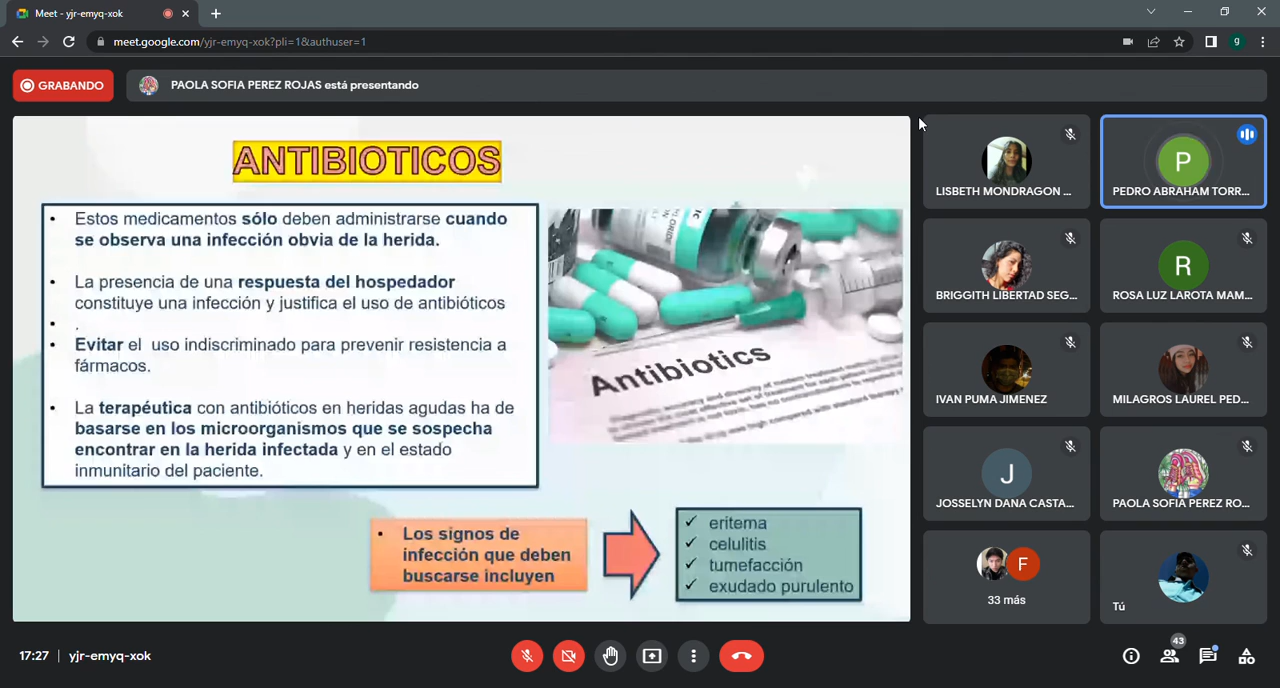 Meet - yjr-emyq-xok
meet.google.com/yjr-emyq-xok?pli=1&authuser=1
g
GRABANDO
PAOLA SOFIA PEREZ ROJAS está presentando
ANTIBIOTICOS
• Estos medicamentos sólo deben administrarse cuando
se observa una infección obvia de la herida.
• La presencia de una respuesta del hospedador
constituye una infección y justifica el uso de antibióticos
• .
• Evitar el uso indiscriminado para prevenir resistencia a
fármacos.
• La terapéutica con antibióticos en heridas agudas ha de
basarse en los microorganismos que se sospecha
encontrar en la herida infectada y en el estado
inmunitario del paciente.
Antibiotics
• Los signos de
infección que deben
buscarse incluyen
✓ eritema
✓ celulitis
✓ tumefacción
✓ exudado purulento
LISBETH MONDRAGON ...
P
PEDRO ABRAHAM TORR...
BRIGGITH LIBERTAD SEG...
R
ROSA LUZ LAROTA MAM...
IVAN PUMA JIMENEZ
MILAGROS LAUREL PED...
J
JOSSELYN DANA CASTA...
PAOLA SOFIA PEREZ RO...
F
33 más
Tú
17:27 | yjr-emyq-xok
43